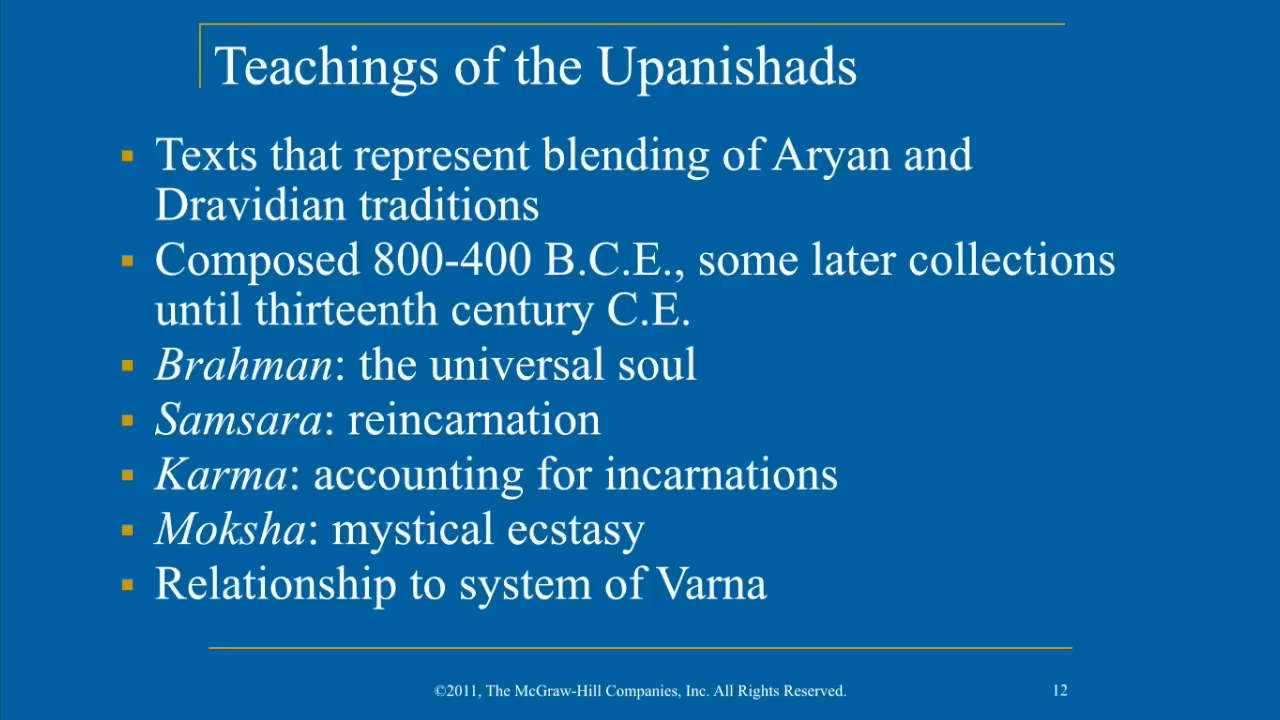 Teachings of the Upanishads
▪ Texts that represent blending of Aryan and
Dravidian traditions
▪ Composed 800-400 B.C.E., some later collections
until thirteenth century C.E.
▪ Brahman: the universal soul
▪ Samsara: reincarnation
▪ Karma: accounting for incarnations
▪ Moksha: mystical ecstasy
▪ Relationship to system of Varna
©2011, The McGraw-Hill Companies, Inc. All Rights Reserved.
12